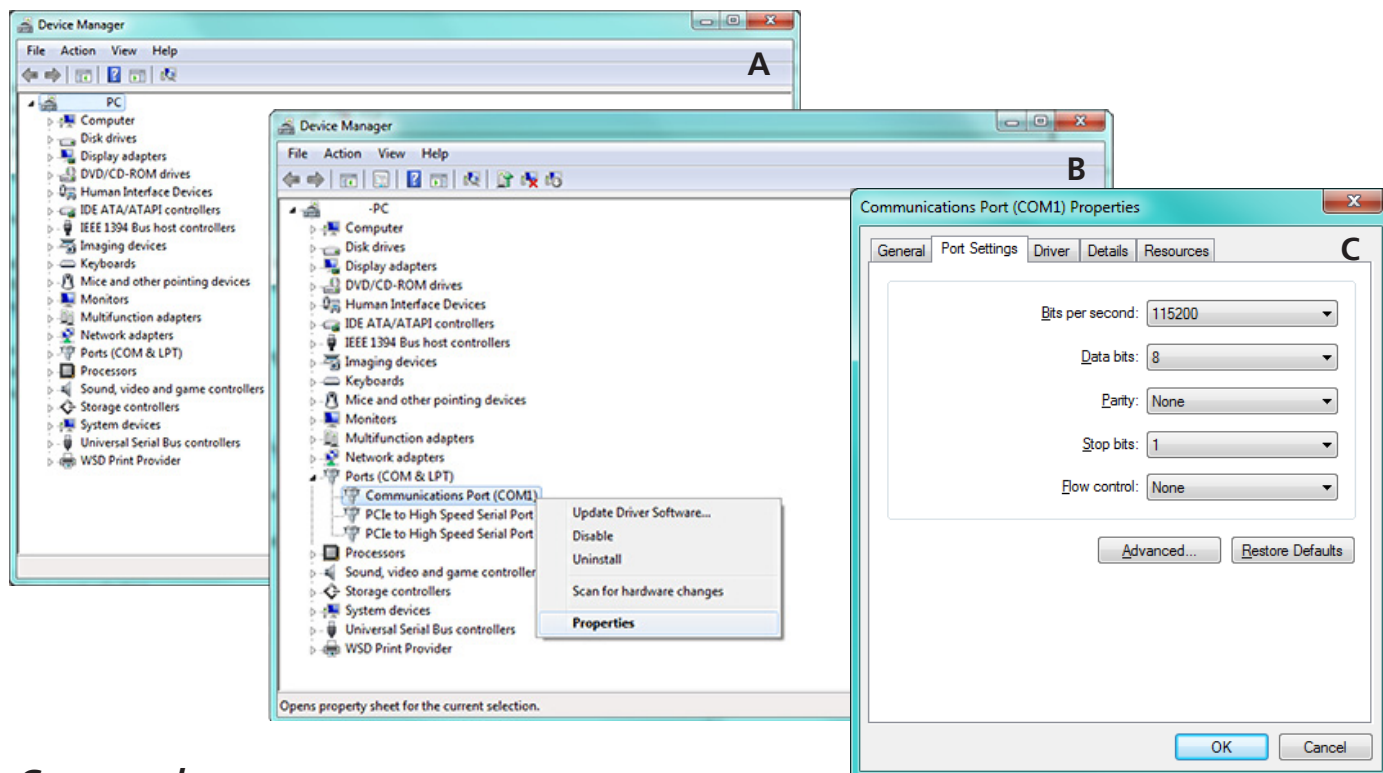 Device Manager
File Action View Help
A
PC
Computer
Disk drives
Display adapters
DVD/CD-ROM drives
Human Interface Devices
IDE ATA/ATAPI controllers
IEEE 1394 Bus host controllers
Imaging devices
Keyboards
Mice and other pointing devices
Monitors
Multifunction adapters
Network adapters
Ports (COM & LPT)
Processors
Sound, video and game controllers
Storage controllers
System devices
Universal Serial Bus controllers
WSD Print Provider
Device Manager
File Action View Help
B
-PC
Computer
Disk drives
Display adapters
DVD/CD-ROM drives
Human Interface Devices
IDE ATA/ATAPI controllers
IEEE 1394 Bus host controllers
Imaging devices
Keyboards
Mice and other pointing devices
Monitors
Multifunction adapters
Network adapters
Ports (COM & LPT)
Communications Port (COM1)
PCIe to High Speed Serial Port
PCIe to High Speed Serial Port
Processors
Sound, video and game controller
Storage controllers
System devices
Universal Serial Bus controllers
WSD Print Provider
Update Driver Software...
Disable
Uninstall
Scan for hardware changes
Properties
Opens property sheet for the current selection.
Communications Port (COM1) Properties
C
General Port Settings Driver Details Resources
Bits per second: 115200
Data bits: 8
Parity: None
Stop bits: 1
Flow control: None
Advanced... Restore Defaults
OK Cancel